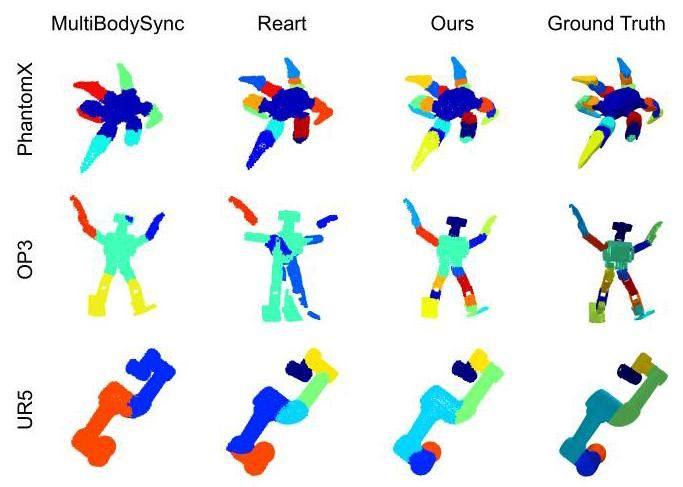 MultiBodySync Reart Ours Ground Truth
PhantomX
OP3
UR5